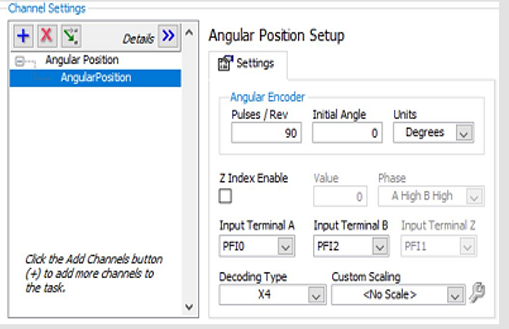 Channel Settings
Details
Angular Position
AngularPosition
Click the Add Channels button
(+) to add more channels to
the task.
Angular Position Setup
Settings
Angular Encoder
Pulses / Rev Initial Angle Units
90 0 Degrees
Z Index Enable Value Phase
0 A High B High
Input Terminal A Input Terminal B Input Terminal Z
PFI0 PFI2 PFI1
Decoding Type Custom Scaling
X4 <No Scale>